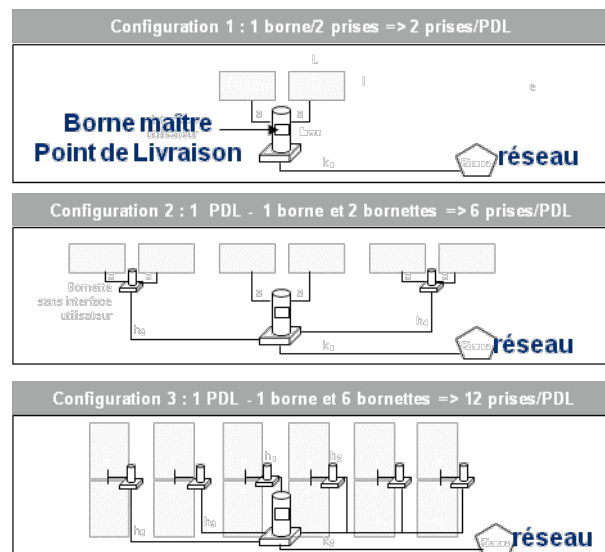 Configuration 1 : 1 borne/2 prises => 2 prises/PDL
L
Borne maître
utilisateur
Point de Livraison
réseau
Configuration 2 : 1 PDL - 1 borne et 2 bornettes => 6 prises/PDL
Bornette
sans interface
utilisateur
réseau
Configuration 3 : 1 PDL - 1 borne et 6 bornettes => 12 prises/PDL
réseau